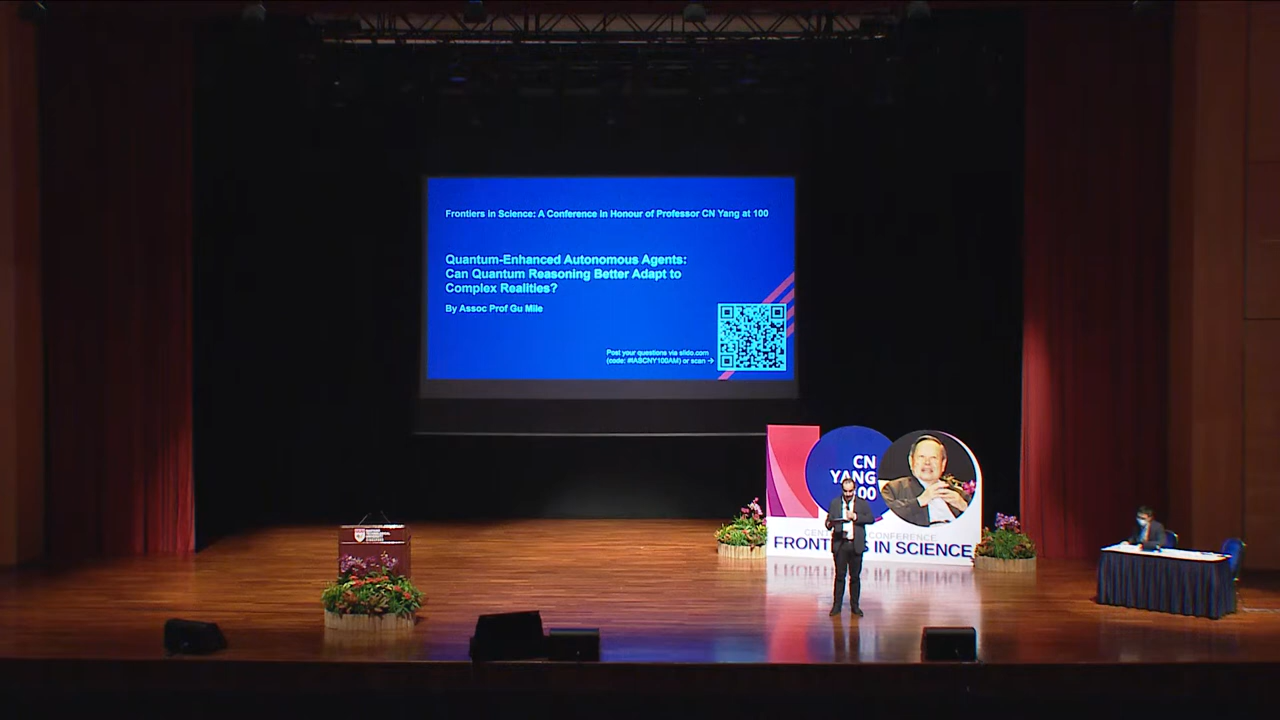 Frontiers in Science: A Conference in Honour of Professor CN Yang at 100
Quantum-Enhanced Autonomous Agents:
Can Quantum Reasoning Better Adapt to
Complex Realities?
By Assoc Prof Gu Mile
Post your questions via slido.com
(code: #IASCNY100AM) or scan →
CN
YANG
00
CONFERENCE
FRONTIERS IN SCIENCE